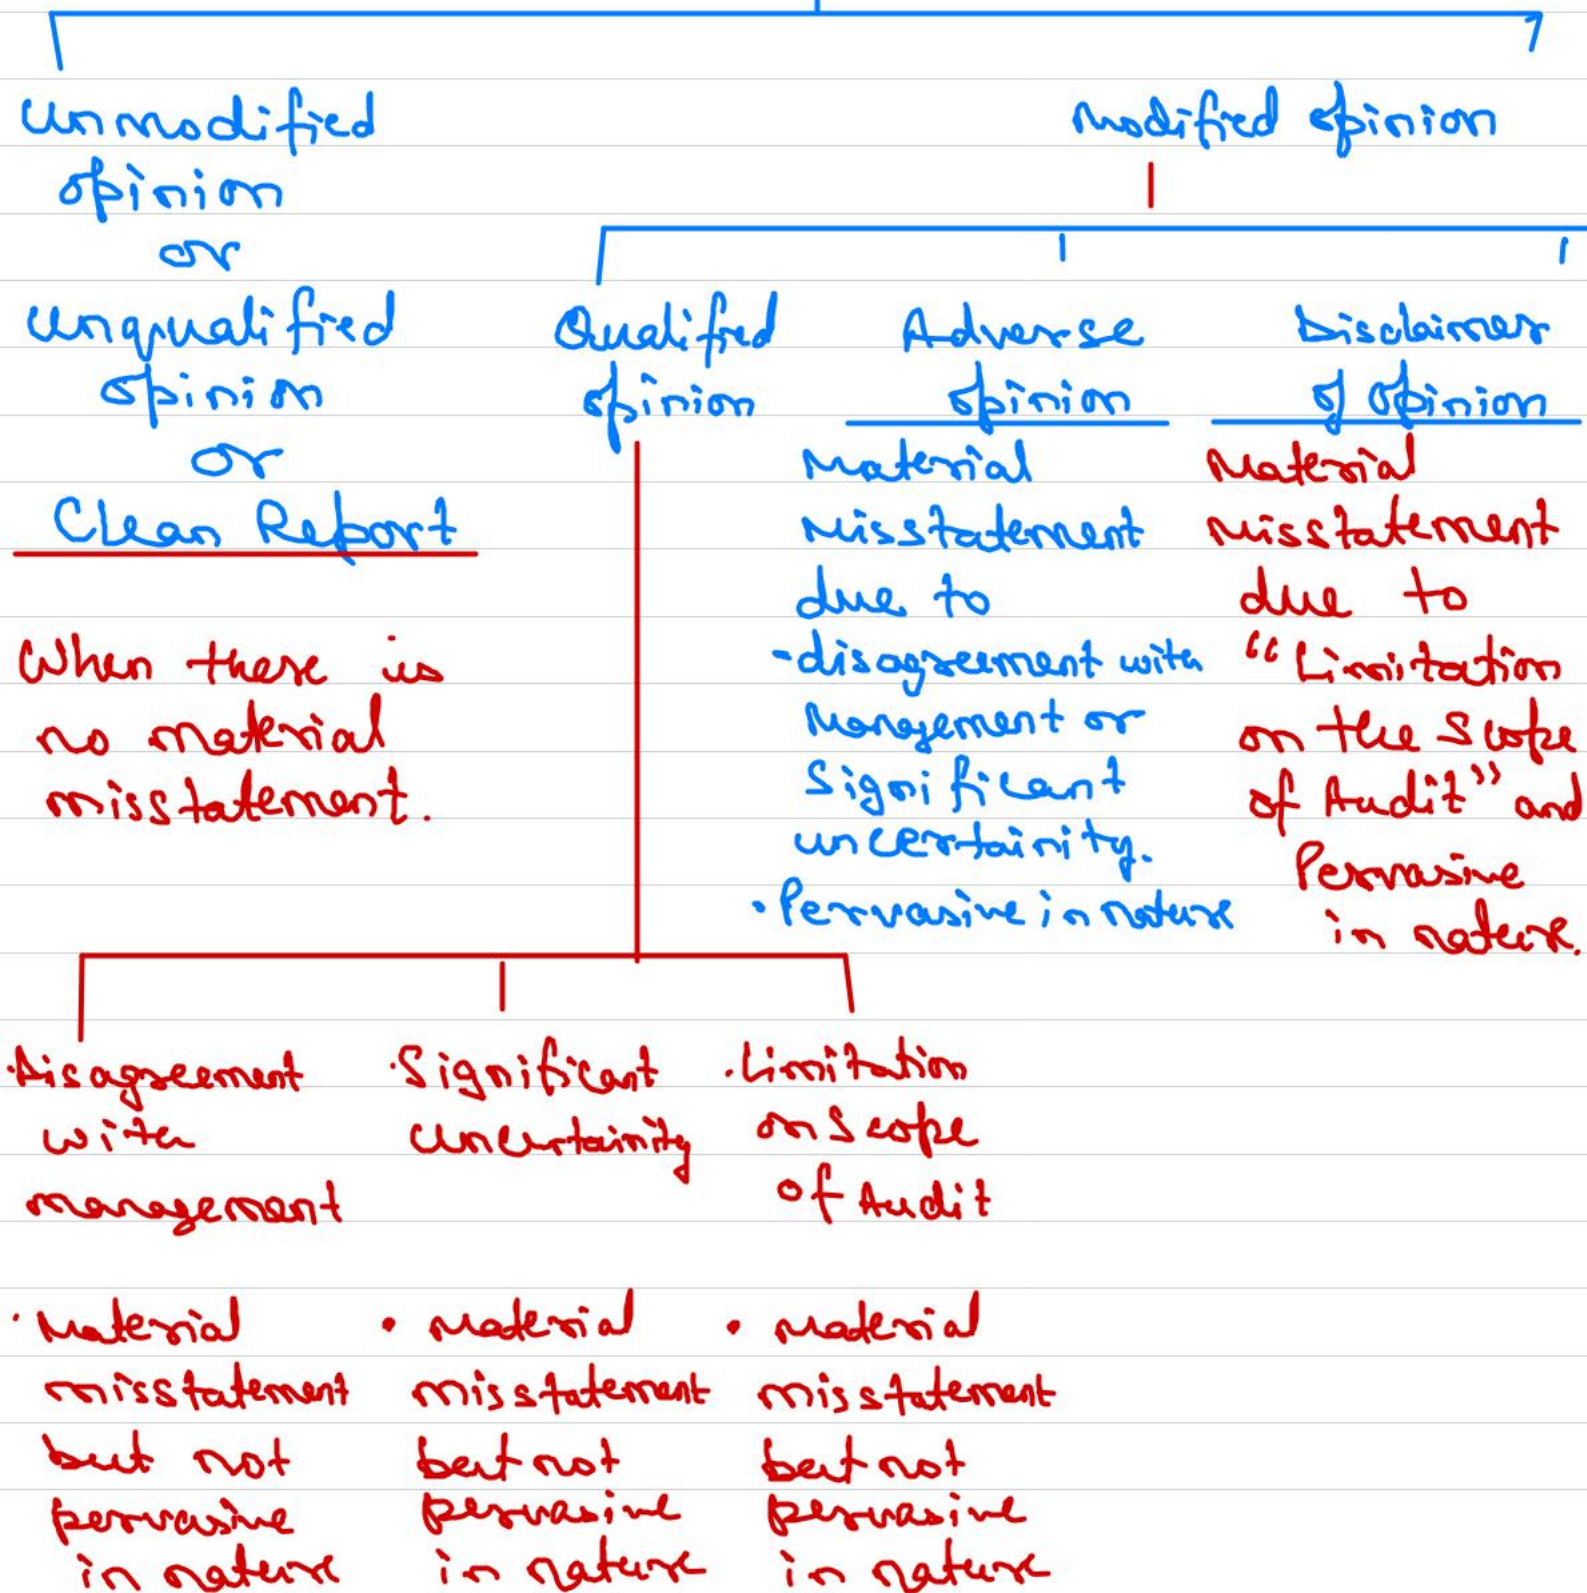 Unmodified
opinion
or
unqualified
opinion
or
Clean Report
When there is
no material
misstatement.
Modified opinion
Qualified
opinion
Adverse
opinion
Material
Misstatement
due to
-disagreement with
Management or
Significant
uncertainity.
• Pervasive in nature
Disclaimer
of opinion
Material
Misstatement
due to
“Limitation
on the Scope
of Audit” and
Pervasive
in nature.
• Disagreement
with
management
• Material
misstatement
but not
pervasive
in nature
• Significant
uncertainity
• Material
misstatement
but not
pervasive
in nature
• Limitation
on Scope
of Audit
• Material
misstatement
but not
pervasive
in nature